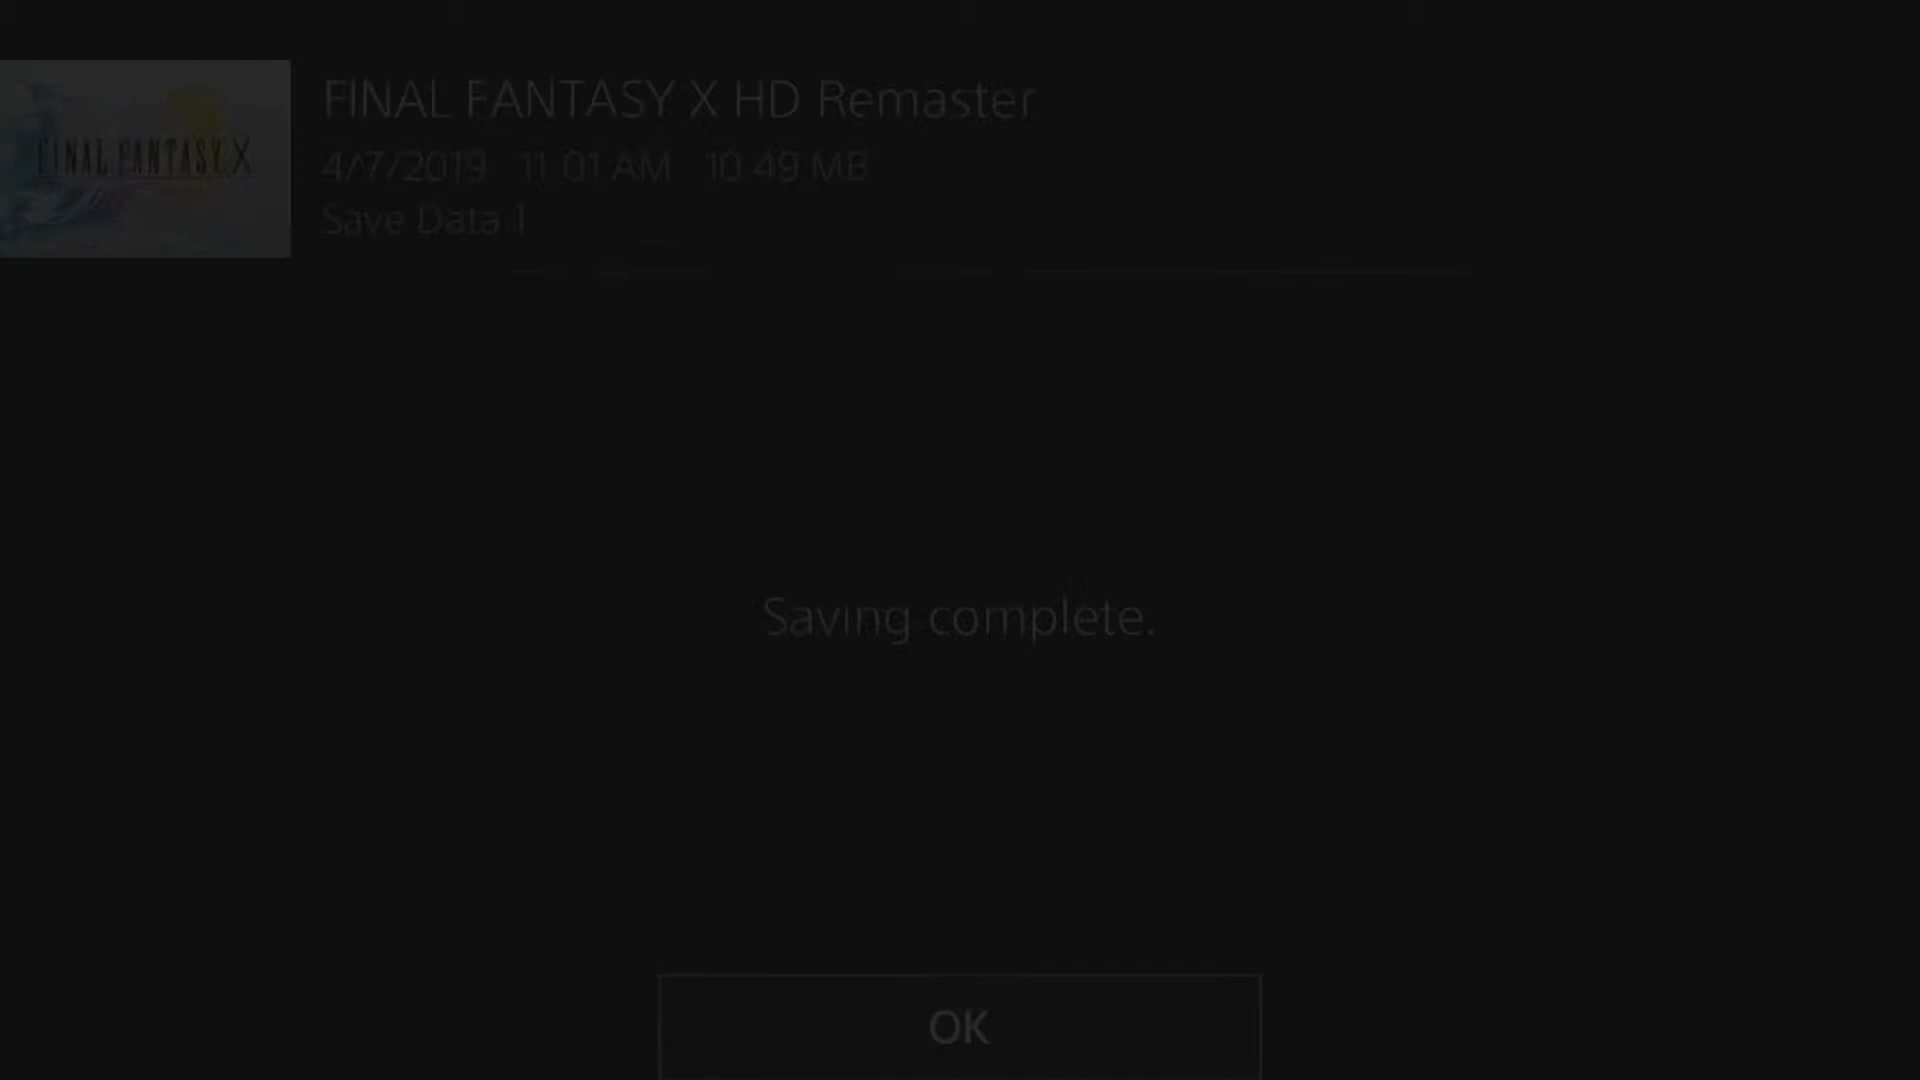 FINAL FANTASY X
FINAL FANTASY X HD Remaster
4/7/2019 11:01 AM 10.49 MB
Save Data 1
Saving complete.
OK